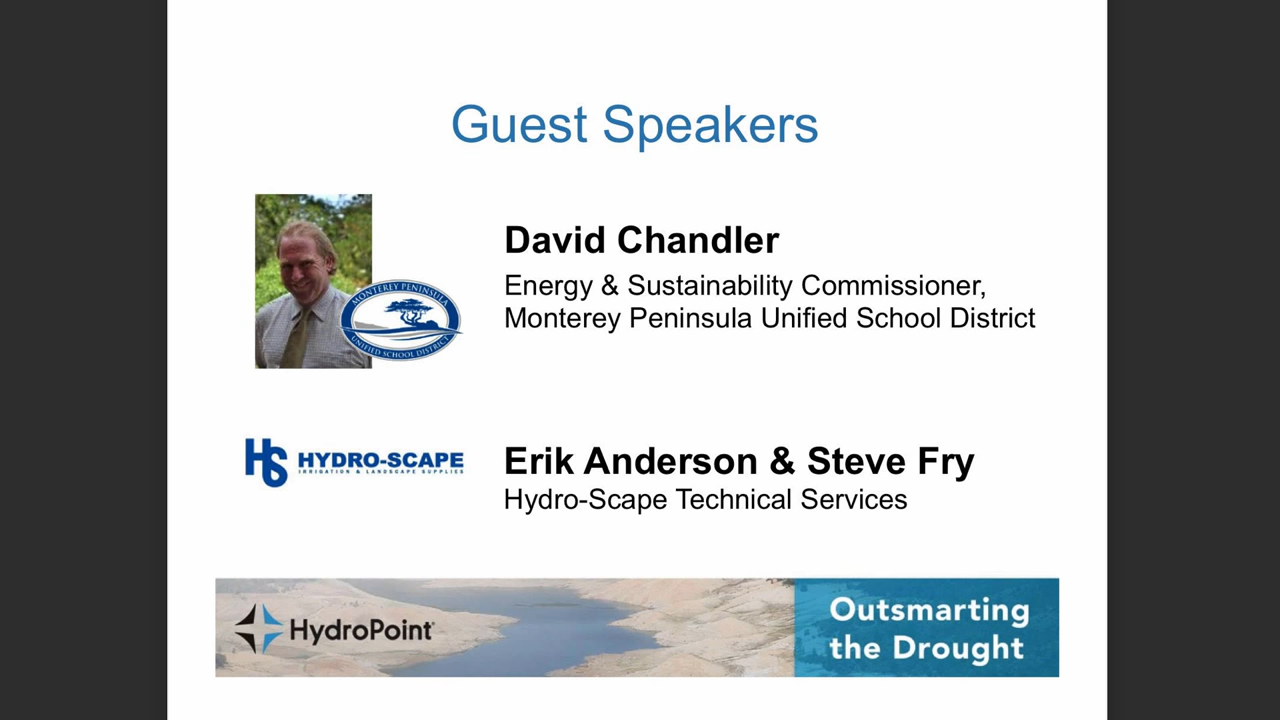 Guest Speakers
David Chandler
Energy & Sustainability Commissioner,
Monterey Peninsula Unified School District
MONTEREY PENINSULA
UNIFIED SCHOOL DISTRICT
HS HYDRO-SCAPE
IRRIGATION & LANDSCAPE SUPPLIES
Erik Anderson & Steve Fry
Hydro-Scape Technical Services
HydroPoint
Outsmarting
the Drought